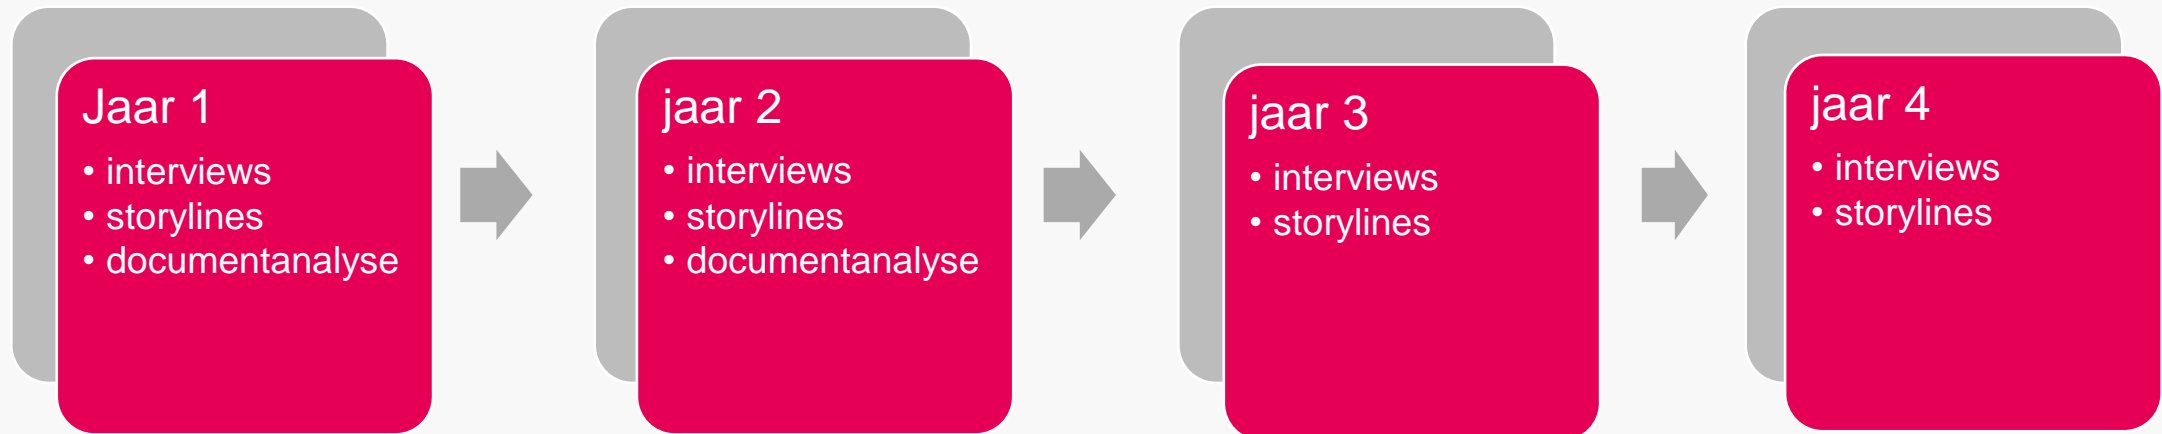 Jaar 1
• interviews
• storylines
• documentanalyse
jaar 2
• interviews
• storylines
• documentanalyse
jaar 3
• interviews
• storylines
jaar 4
• interviews
• storylines